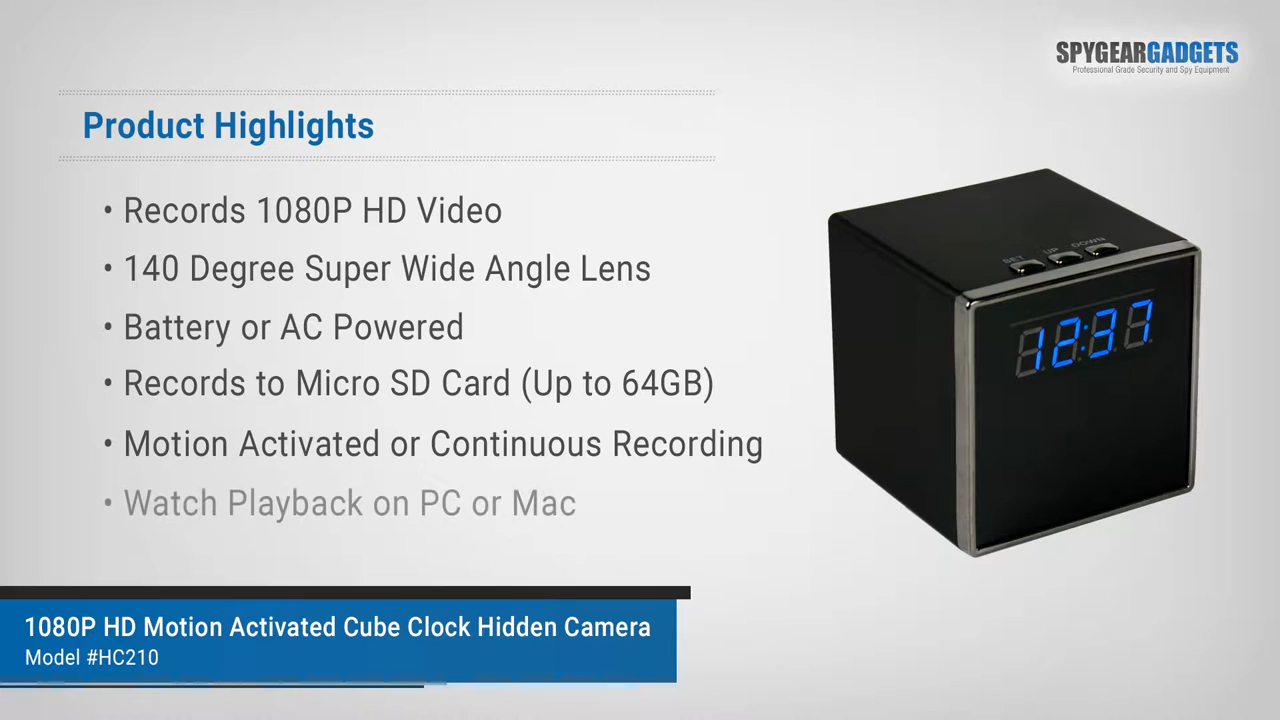 SPYGEARGADGETS
Professional Grade Security and Spy Equipment
Product Highlights
• Records 1080P HD Video
• 140 Degree Super Wide Angle Lens
• Battery or AC Powered
• Records to Micro SD Card (Up to 64GB)
• Motion Activated or Continuous Recording
• Watch Playback on PC or Mac
SET UP DOWN
12:37
1080P HD Motion Activated Cube Clock Hidden Camera
Model #HC210